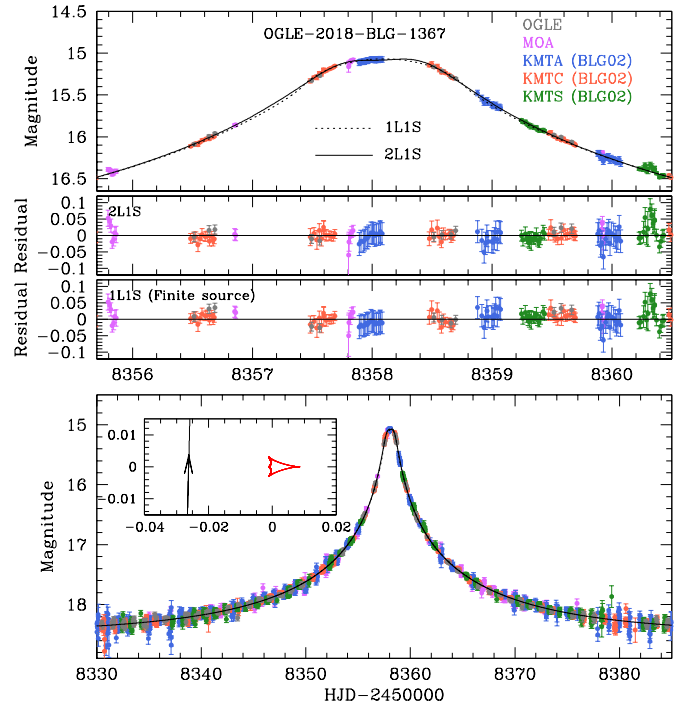 OGLE-2018-BLG-1367
OGLE
MOA
KMTA (BLG02)
KMTC (BLG02)
KMTS (BLG02)
1L1S
2L1S
Magnitude
14.5
15
15.5
16
16.5
2L1S
Residual
0.1
0.05
0
−0.05
−0.1
1L1S (Finite source)
Residual
0.1
0.05
0
−0.05
−0.1
8356
8357
8358
8359
8360
Magnitude
15
16
17
18
0.01
0
−0.01
−0.04
−0.02
0
0.02
8330
8340
8350
8360
8370
8380
HJD−2450000